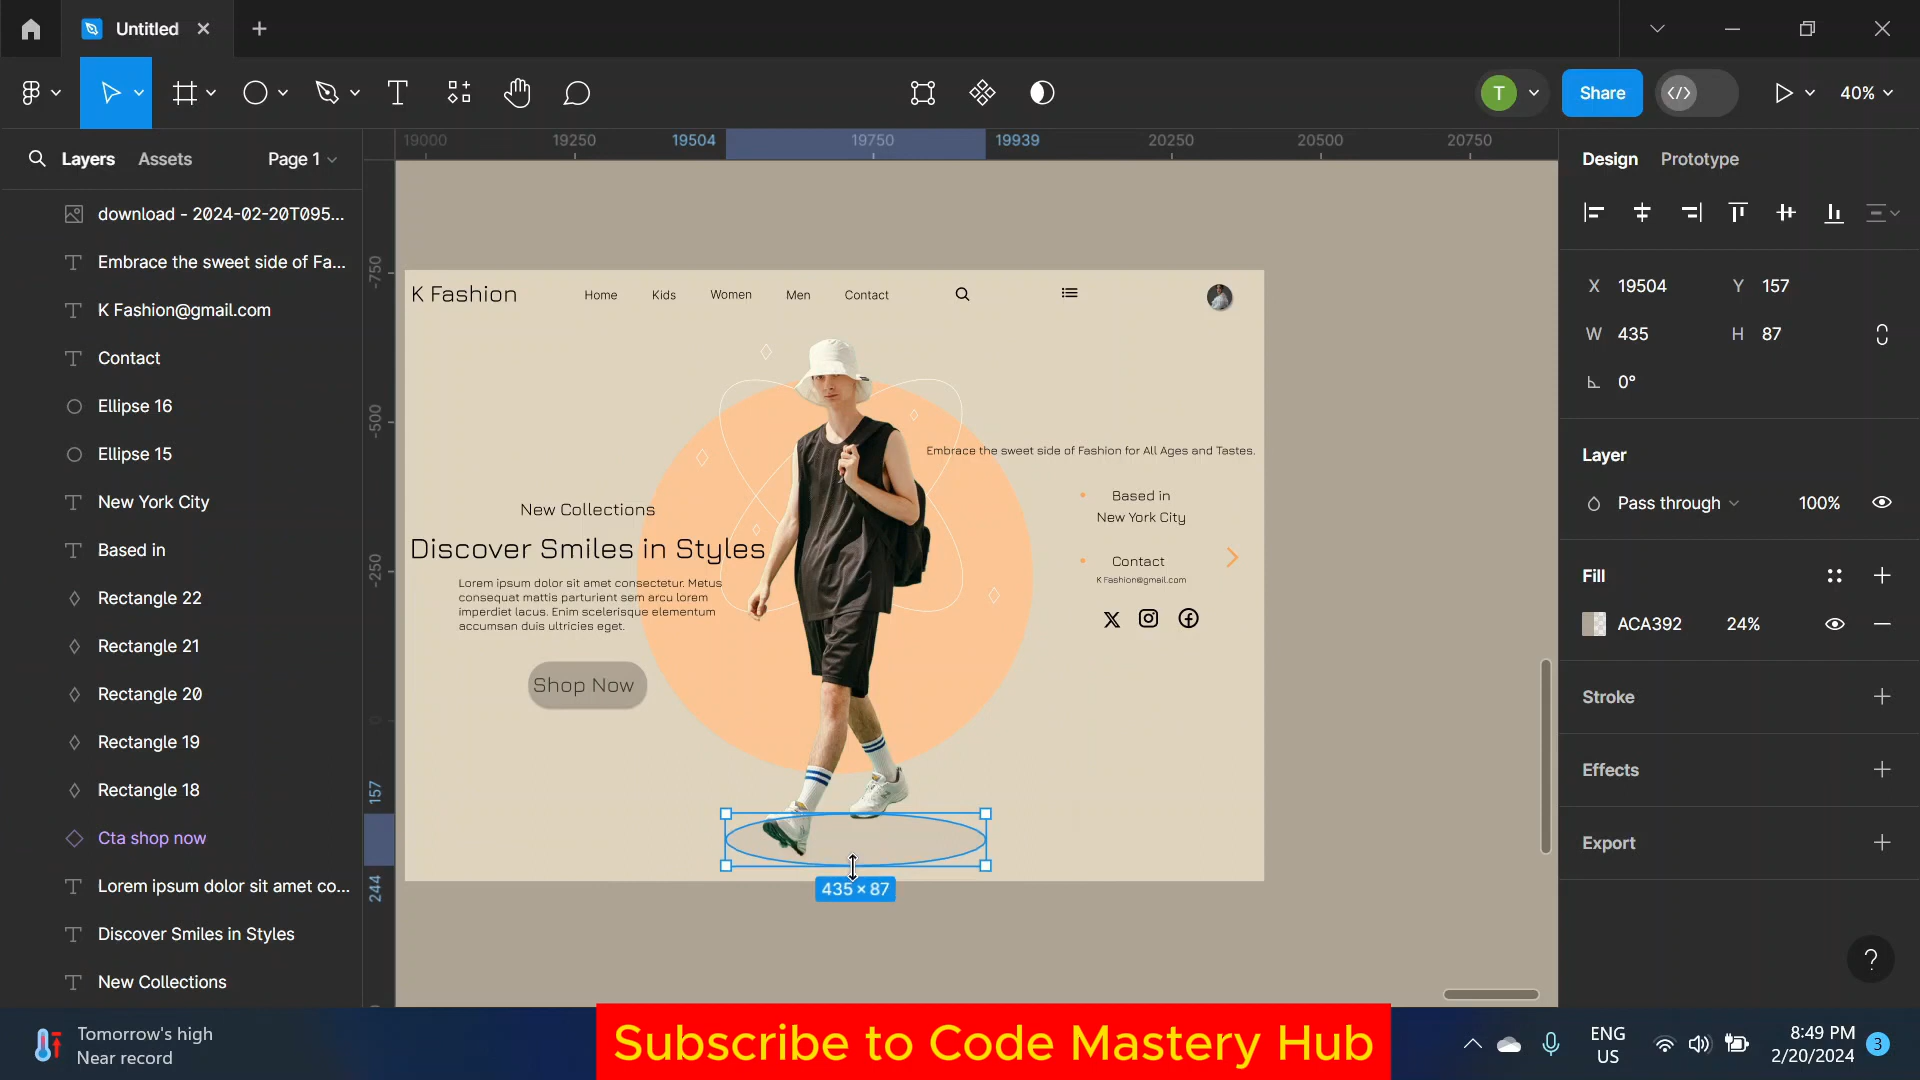 Untitled
Share
40%
Layers
Assets
Page 1
19000
19250
19504
19750
19939
20250
20500
20750
Design
Prototype
download - 2024-02-20T095...
Embrace the sweet side of Fa...
K Fashion@gmail.com
Contact
Ellipse 16
Ellipse 15
New York City
Based in
Rectangle 22
Rectangle 21
Rectangle 20
Rectangle 19
Rectangle 18
Cta shop now
Lorem ipsum dolor sit amet co...
Discover Smiles in Styles
New Collections
-750
-500
-250
0
157
244
K Fashion
Home
Kids
Women
Men
Contact
Embrace the sweet side of Fashion for All Ages and Tastes.
Based in
New York City
Contact
K Fashion@gmail.com
New Collections
Discover Smiles in Styles
Lorem ipsum dolor sit amet consectetur. Metus
consequat mattis parturient sem arcu lorem
imperdiet lacus. Enim scelerisque elementum
accumsan duis ultricies eget.
Shop Now
435 × 87
X 19504
Y 157
W 435
H 87
0°
Layer
Pass through
100%
Fill
ACA392
24%
Stroke
Effects
Export
?
T
Tomorrow's high
Near record
Subscribe to Code Mastery Hub
ENG
US
8:49 PM
2/20/2024
3